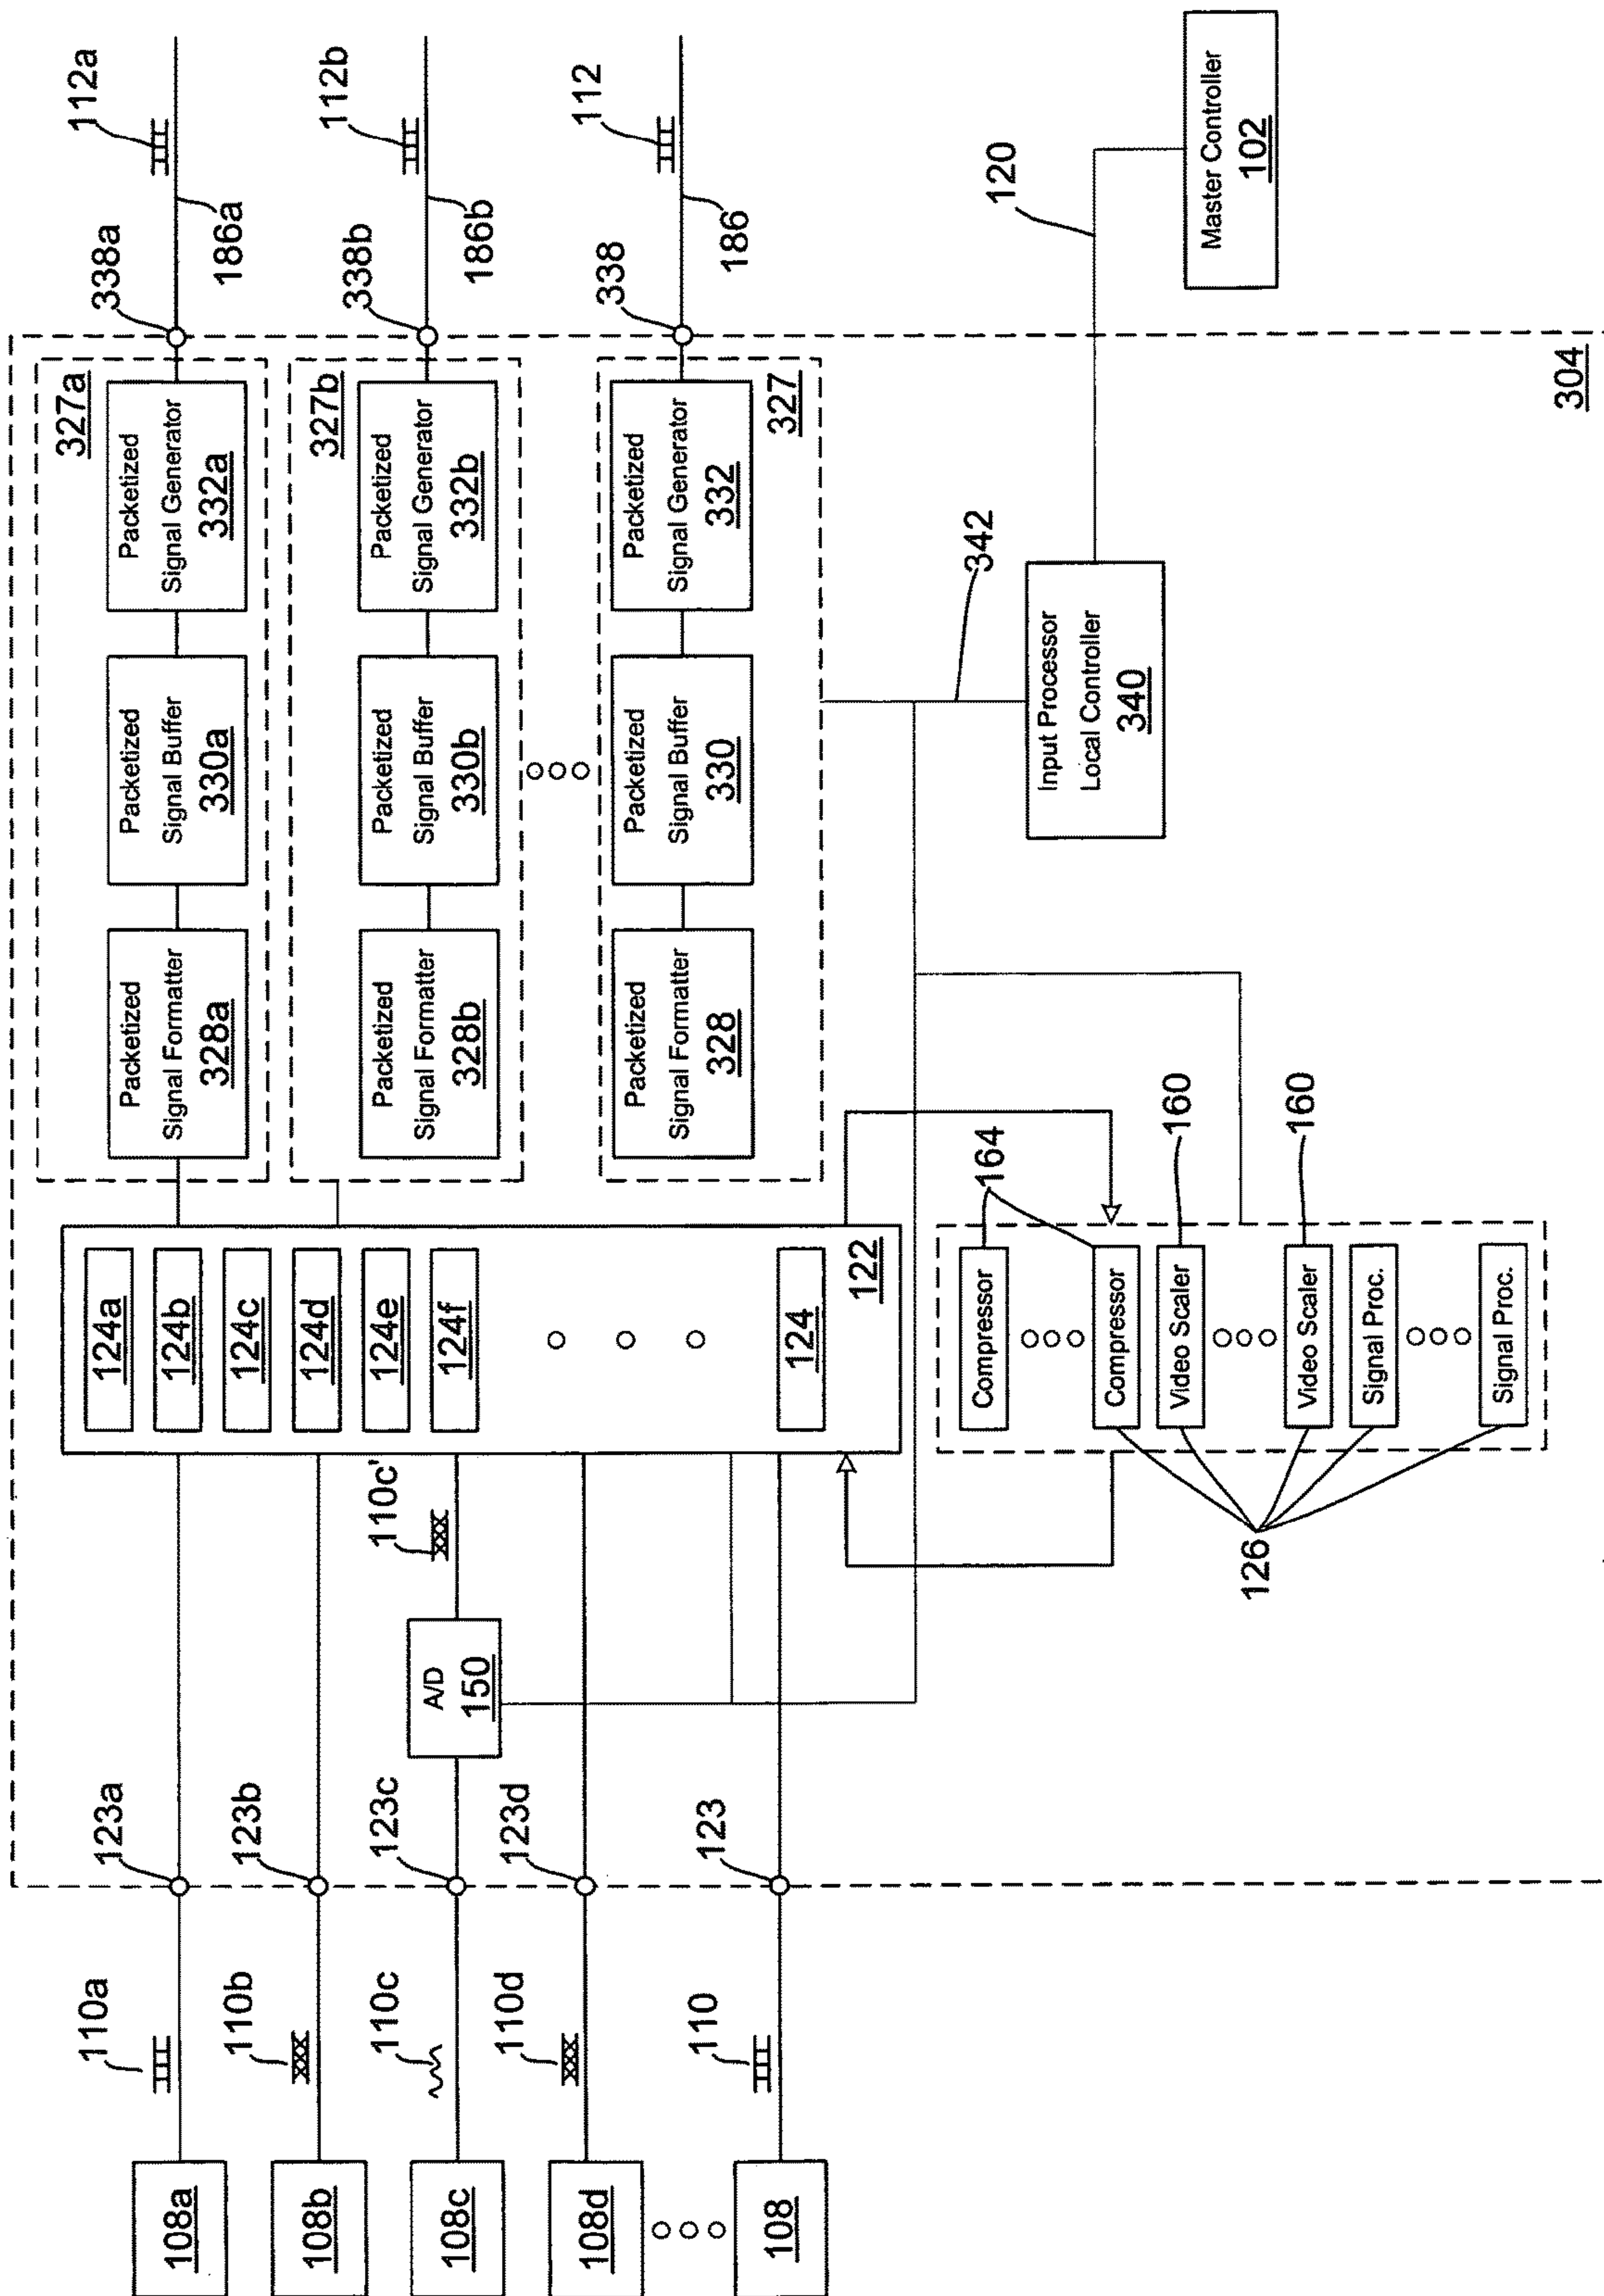 108a
108b
108c
108d
108
110a
110b
110c
110d
110
123a
123b
123c
123d
123
A/D
150
110c'
124a
124b
124c
124d
124e
124f
124
122
Packetized
Signal Formatter
328a
Packetized
Signal Buffer
330a
Packetized
Signal Generator
332a
327a
338a
186a
112a
Packetized
Signal Formatter
328b
Packetized
Signal Buffer
330b
Packetized
Signal Generator
332b
327b
338b
186b
112b
Packetized
Signal Formatter
328
Packetized
Signal Buffer
330
Packetized
Signal Generator
332
327
338
186
112
Compressor
Compressor
164
Video Scaler
160
Video Scaler
160
Signal Proc.
Signal Proc.
126
342
Input Processor
Local Controller
340
120
Master Controller
102
304